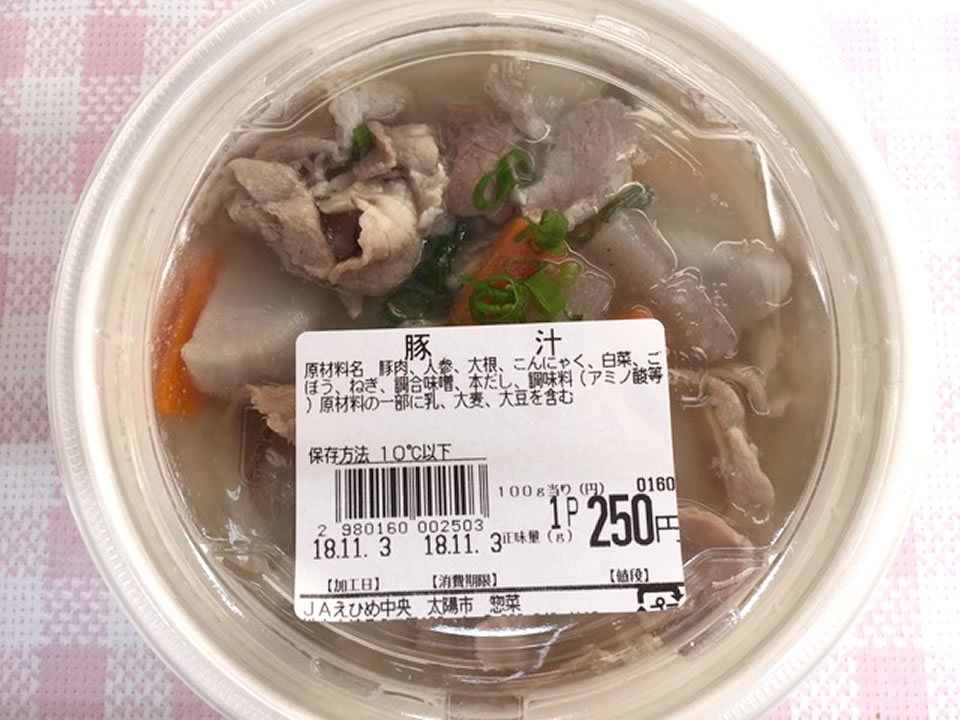 豚汁
原材料名 豚肉、人参、大根、こんにゃく、白菜、ご
ぼう、ねぎ、調合味噌、本だし、調味料(アミノ酸等
)原材料の一部に乳、大麦、大豆を含む
保存方法 10℃以下
100g当り(円) 0160
1P 250円
2 980160 002503
18.11. 3 18.11. 3 正味量(g)
【加工日】 【消費期限】 【値段】
JAえひめ中央 太陽市 惣菜